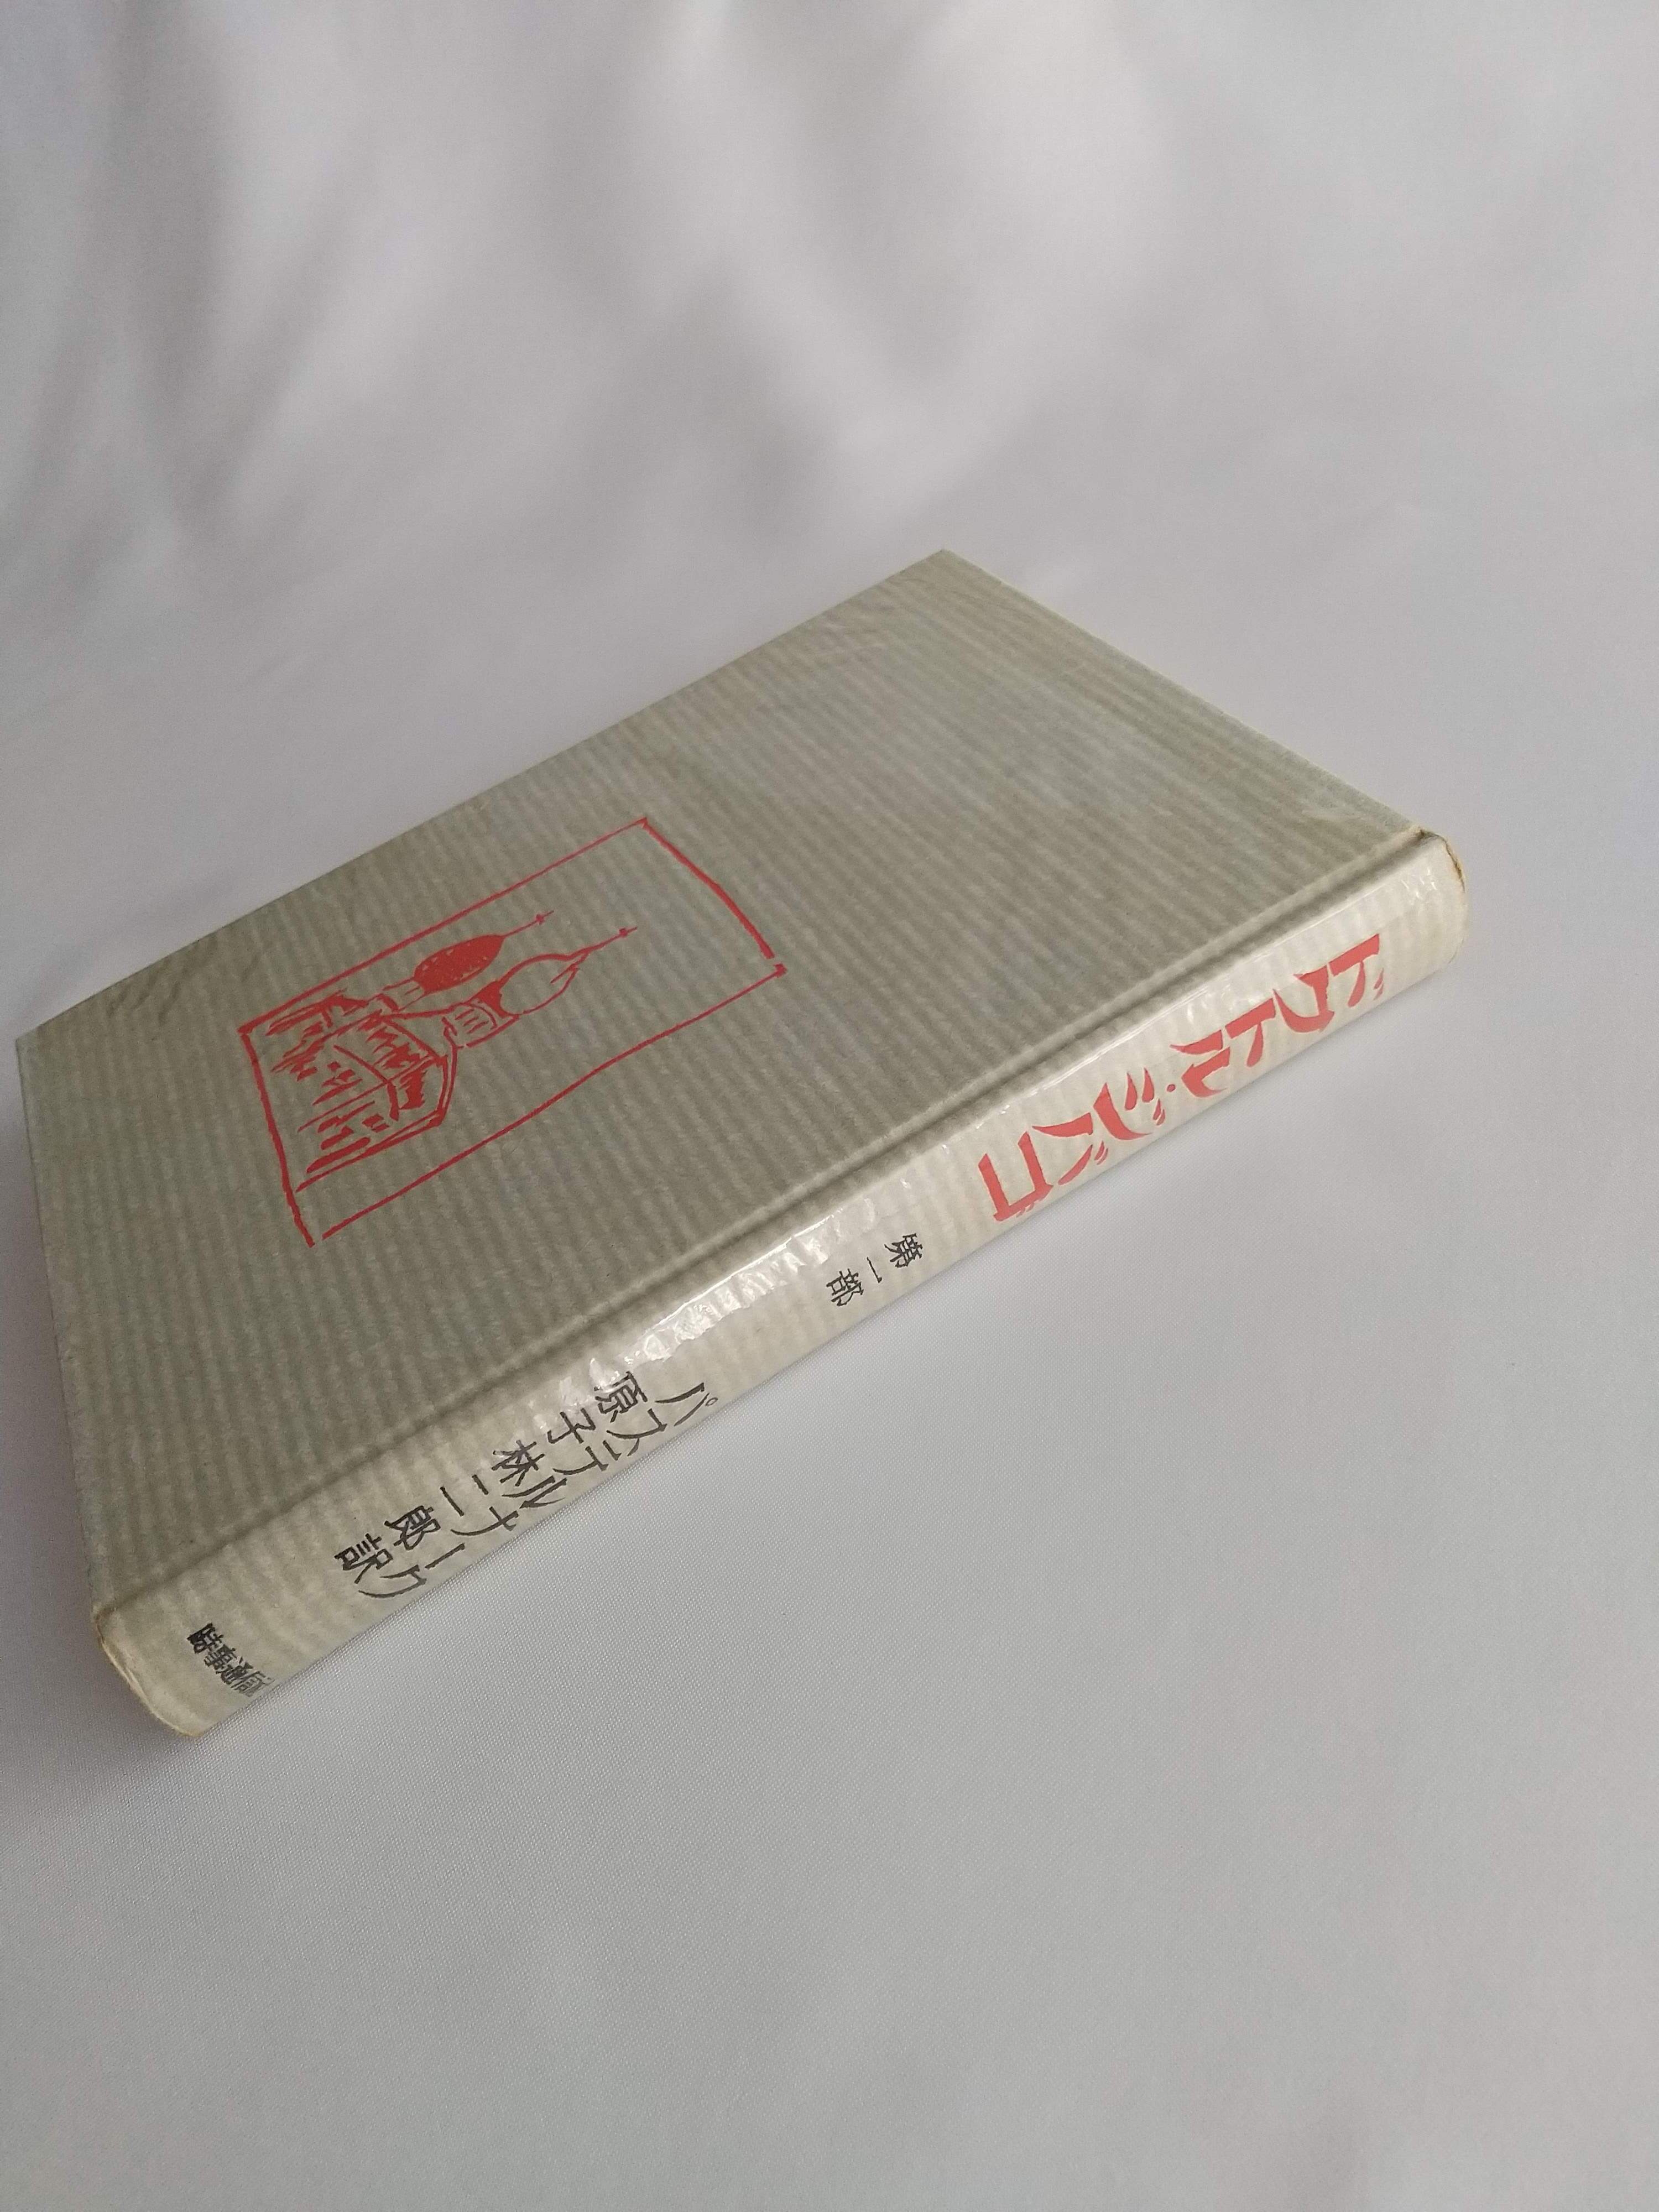 ドクトル・ジバゴ
第一部
パステルナーク
原子林二郎訳
時事通信